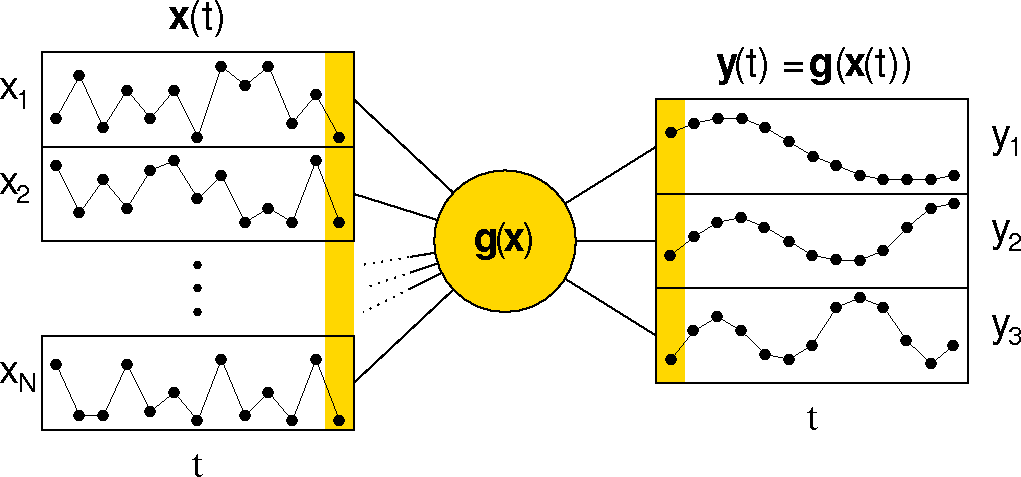 x(t)
x1
x2
xN
t
g(x)
y(t) = g(x(t))
y1
y2
y3
t